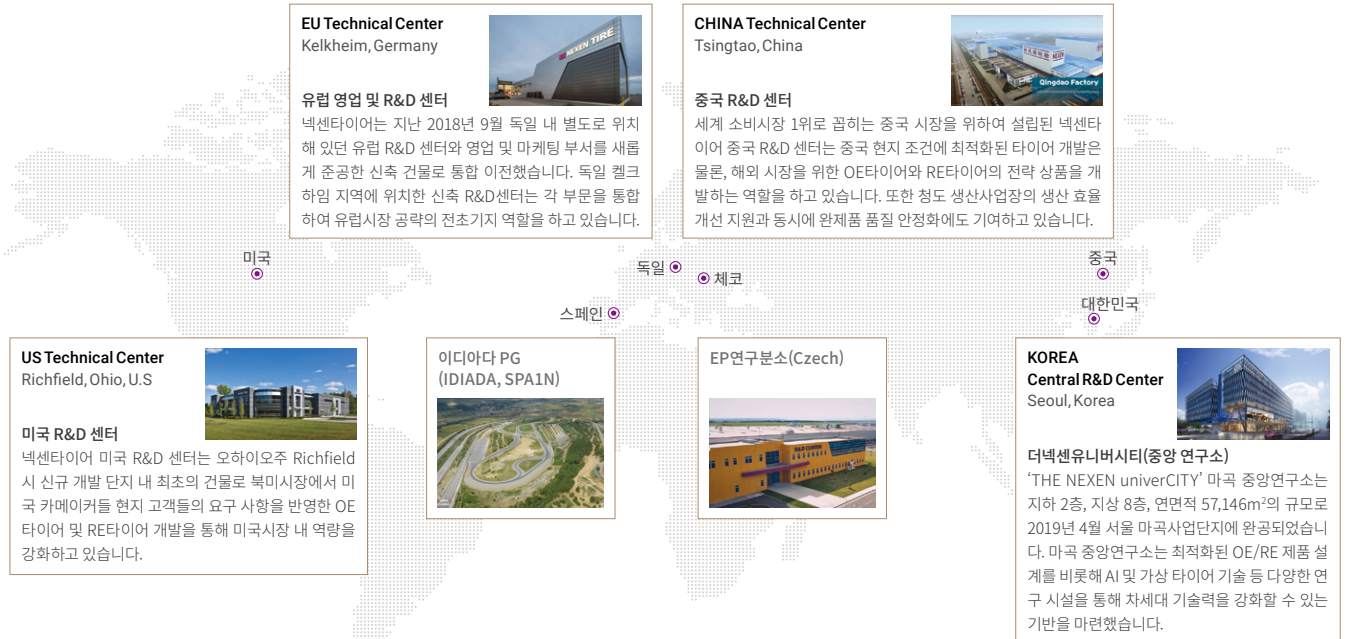 EU Technical Center
Kelkheim, Germany
NEXEN TIRE
유럽 영업 및 R&D 센터
넥센타이어는 지난 2018년 9월 독일 내 별도로 위치
해 있던 유럽 R&D 센터와 영업 및 마케팅 부서를 새롭
게 준공한 신축 건물로 통합 이전했습니다. 독일 켈크
하임 지역에 위치한 신축 R&D센터는 각 부문을 통합
하여 유럽시장 공략의 전초기지 역할을 하고 있습니다.
CHINA Technical Center
Tsingtao, China
NEXEN
Qingdao Factory
중국 R&D 센터
세계 소비시장 1위로 꼽히는 중국 시장을 위하여 설립된 넥센타
이어 중국 R&D 센터는 중국 현지 조건에 최적화된 타이어 개발은
물론, 해외 시장을 위한 OE타이어와 RE타이어의 전략 상품을 개
발하는 역할을 하고 있습니다. 또한 청도 생산사업장의 생산 효율
개선 지원과 동시에 완제품 품질 안정화에도 기여하고 있습니다.
미국
독일
체코
스페인
중국
대한민국
US Technical Center
Richfield, Ohio, U.S
미국 R&D 센터
넥센타이어 미국 R&D 센터는 오하이오주 Richfield
시 신규 개발 단지 내 최초의 건물로 북미시장에서 미
국 카메이커들 현지 고객들의 요구 사항을 반영한 OE
타이어 및 RE타이어 개발을 통해 미국시장 내 역량을
강화하고 있습니다.
이디아다 PG
(IDIADA, SPA1N)
EP연구분소(Czech)
R&D CENTER
KOREA
Central R&D Center
Seoul, Korea
더넥센유니버시티(중앙 연구소)
‘THE NEXEN univerCITY’ 마곡 중앙연구소는
지하 2층, 지상 8층, 연면적 57,146m²의 규모로
2019년 4월 서울 마곡사업단지에 완공되었습니
다. 마곡 중앙연구소는 최적화된 OE/RE 제품 설
계를 비롯해 AI 및 가상 타이어 기술 등 다양한 연
구 시설을 통해 차세대 기술력을 강화할 수 있는
기반을 마련했습니다.